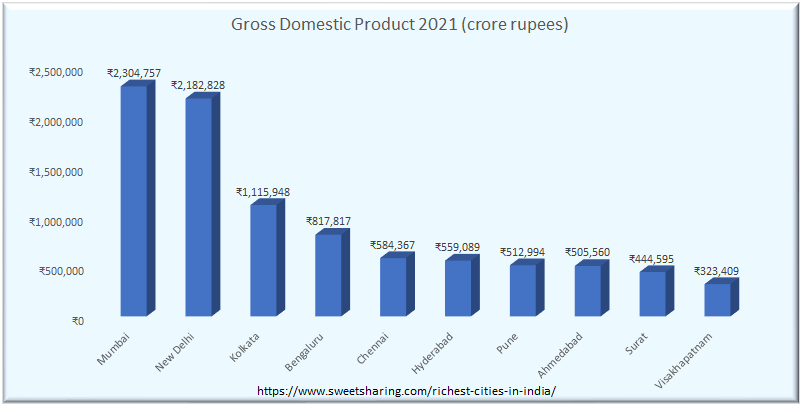 Gross Domestic Product 2021 (crore rupees)
₹2,500,000
₹2,000,000
₹1,500,000
₹1,000,000
₹500,000
₹0
₹2,304,757
₹2,182,828
₹1,115,948
₹817,817
₹584,367
₹559,089
₹512,994
₹505,560
₹444,595
₹323,409
Mumbai
New Delhi
Kolkata
Bengaluru
Chennai
Hyderabad
Pune
Ahmedabad
Surat
Visakhapatnam
https://www.sweetsharing.com/richest-cities-in-india/